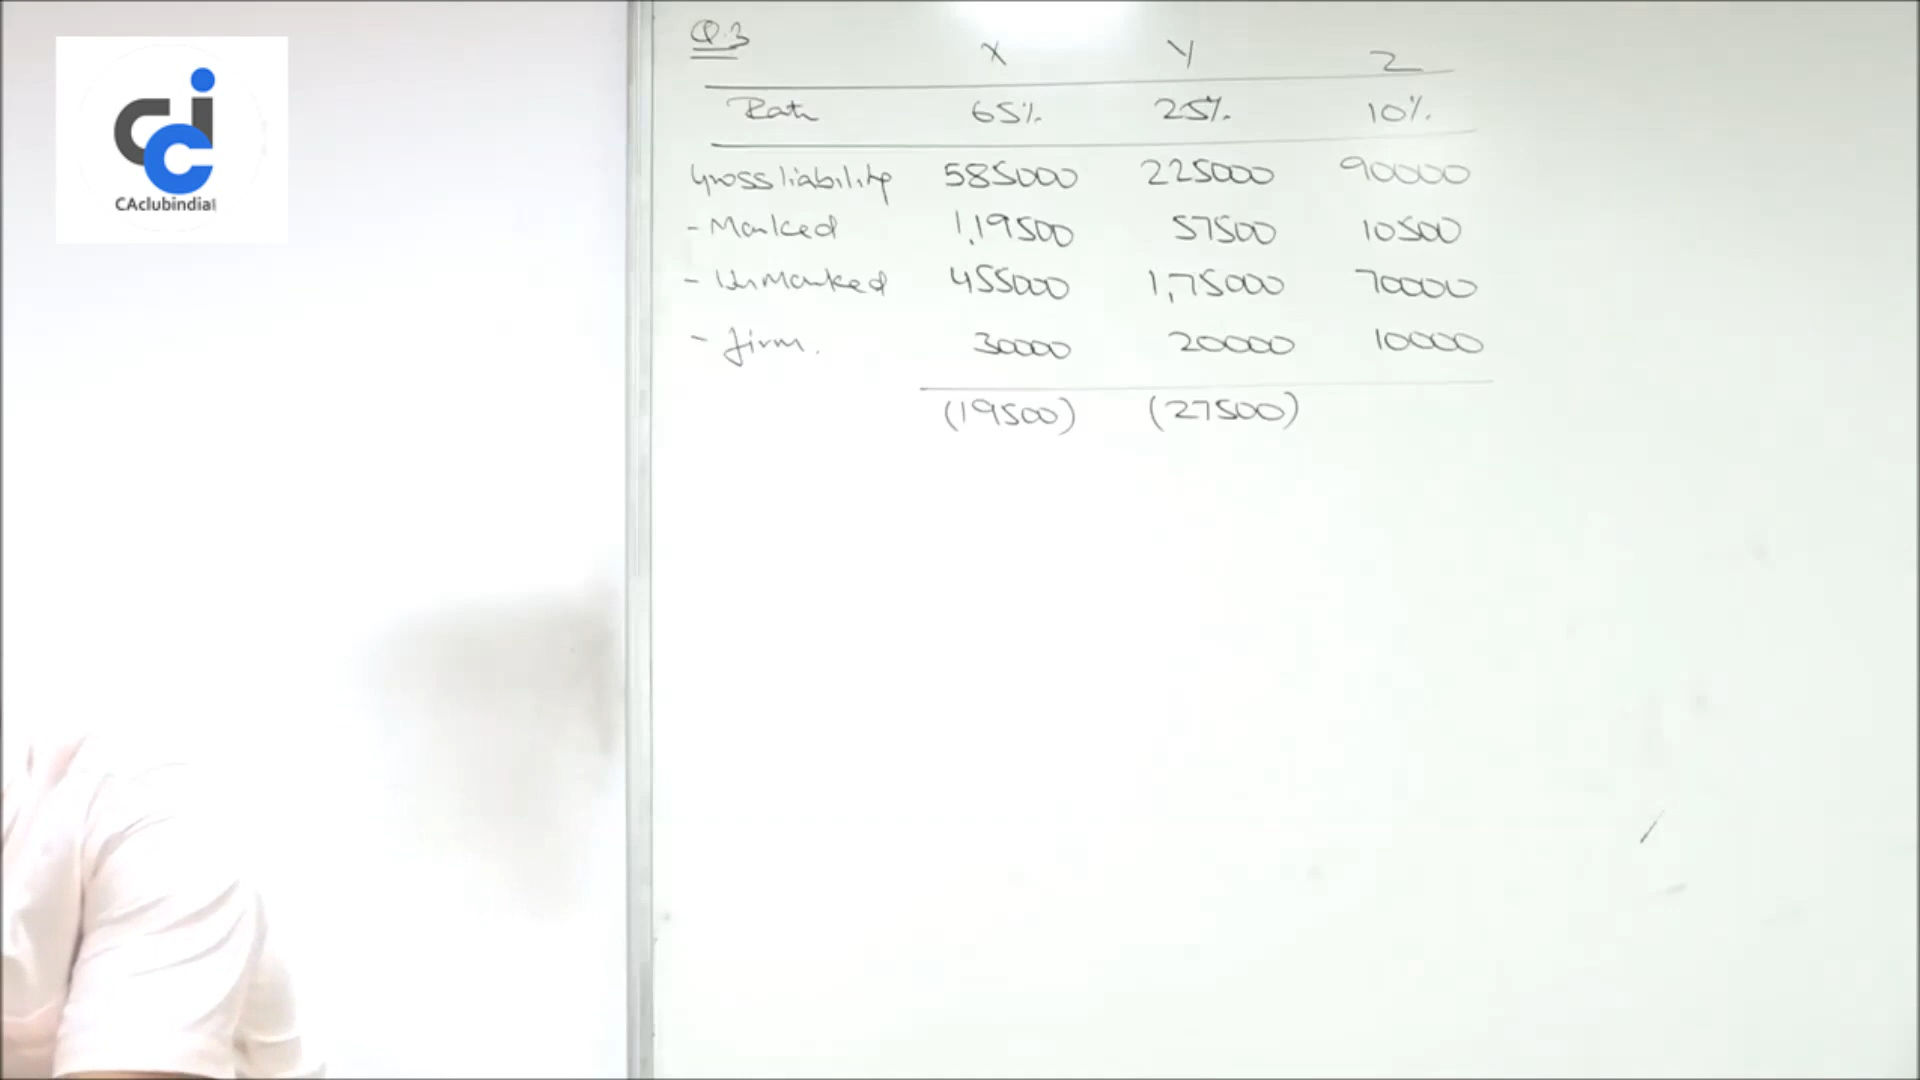 CAclubindia
Q.3
X Y Z
Ratio 65% 25% 10%
Gross liability 585000 225000 90000
- Marked 1,19500 57500 10500
- UnMarked 455000 1,75000 70000
- firm. 30000 20000 10000
(19500) (27500)